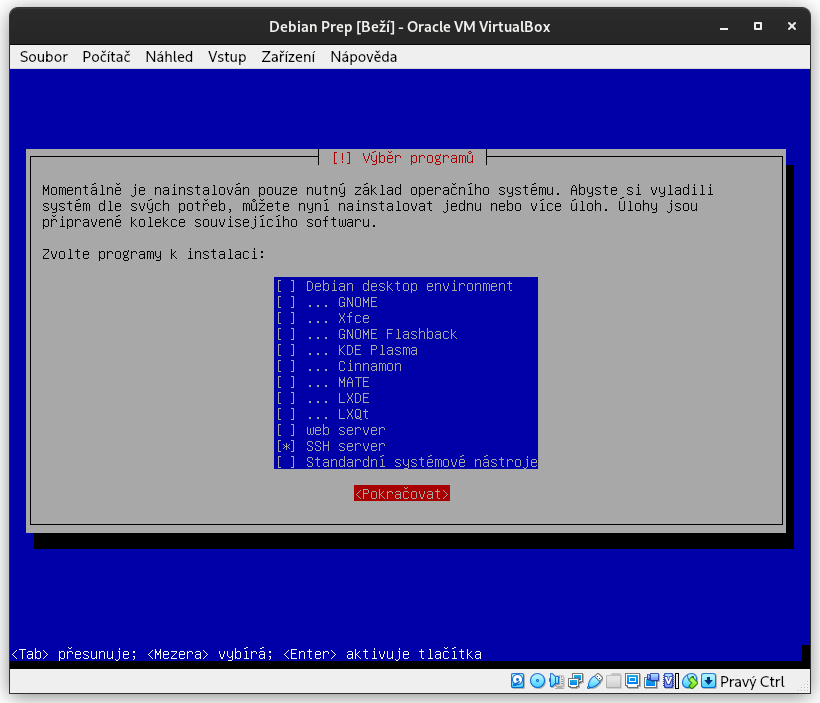 Debian Prep [Beží] - Oracle VM VirtualBox
Soubor Počítač Náhled Vstup Zařízení Nápověda
[!] Výběr programů
Momentálně je nainstalován pouze nutný základ operačního systému. Abyste si vyladili
systém dle svých potřeb, můžete nyní nainstalovat jednu nebo více úloh. Úlohy jsou
připravené kolekce souvisejícího softwaru.
Zvolte programy k instalaci:
[ ] Debian desktop environment
[ ] ... GNOME
[ ] ... Xfce
[ ] ... GNOME Flashback
[ ] ... KDE Plasma
[ ] ... Cinnamon
[ ] ... MATE
[ ] ... LXDE
[ ] ... LXQt
[ ] web server
[*] SSH server
[ ] Standardní systémové nástroje
<Pokračovat>
<Tab> přesunuje; <Mezera> vybírá; <Enter> aktivuje tlačítka
Pravý Ctrl